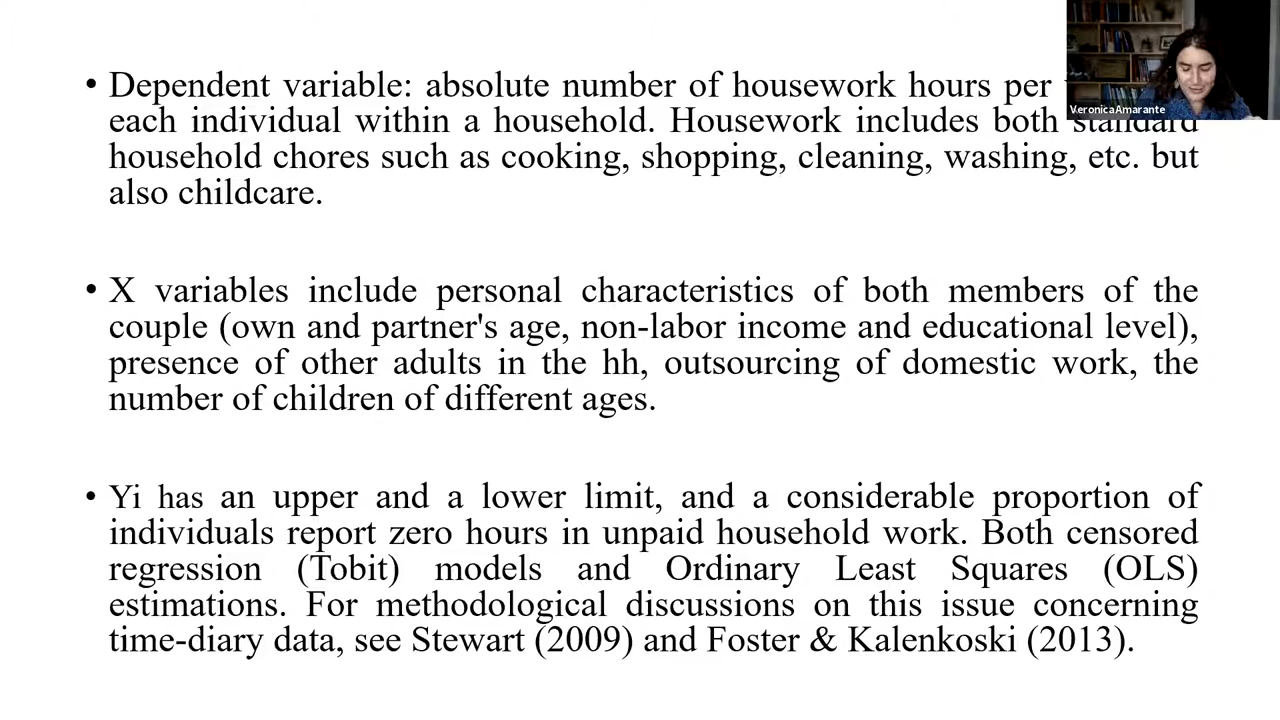 • Dependent variable: absolute number of housework hours per
Veronica Amarante
each individual within a household. Housework includes both standard
household chores such as cooking, shopping, cleaning, washing, etc. but
also childcare.
• X variables include personal characteristics of both members of the
couple (own and partner's age, non-labor income and educational level),
presence of other adults in the hh, outsourcing of domestic work, the
number of children of different ages.
• Yi has an upper and a lower limit, and a considerable proportion of
individuals report zero hours in unpaid household work. Both censored
regression (Tobit) models and Ordinary Least Squares (OLS)
estimations. For methodological discussions on this issue concerning
time-diary data, see Stewart (2009) and Foster & Kalenkoski (2013).